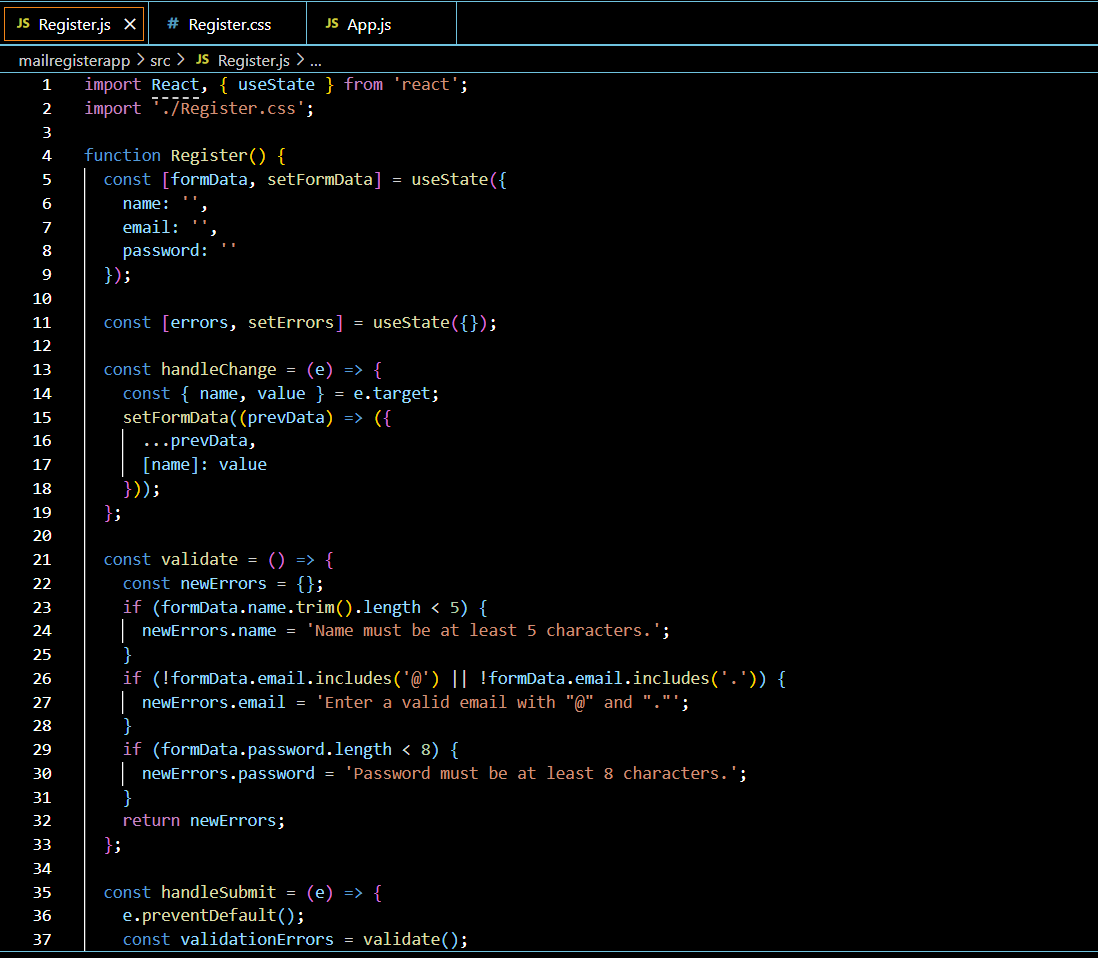 JS Register.js × # Register.css JS App.js
mailregisterapp > src > JS Register.js > ...
1 import React, { useState } from 'react';
2 import './Register.css';
3
4 function Register() {
5 const [formData, setFormData] = useState({
6 name: '',
7 email: '',
8 password: ''
9 });
10
11 const [errors, setErrors] = useState({});
12
13 const handleChange = (e) => {
14 const { name, value } = e.target;
15 setFormData((prevData) => ({
16 ...prevData,
17 [name]: value
18 }));
19 };
20
21 const validate = () => {
22 const newErrors = {};
23 if (formData.name.trim().length < 5) {
24 newErrors.name = 'Name must be at least 5 characters.';
25 }
26 if (!formData.email.includes('@') || !formData.email.includes('.')) {
27 newErrors.email = 'Enter a valid email with "@" and "."';
28 }
29 if (formData.password.length < 8) {
30 newErrors.password = 'Password must be at least 8 characters.';
31 }
32 return newErrors;
33 };
34
35 const handleSubmit = (e) => {
36 e.preventDefault();
37 const validationErrors = validate();